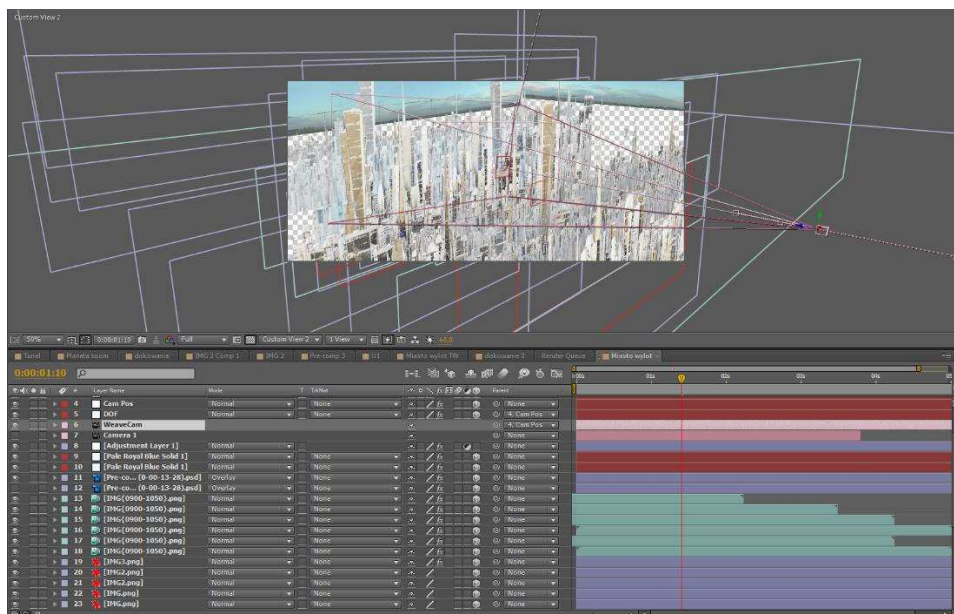 Custom View 2
50% 0:00:01:10 Full Custom View 2 1 View +0,0
Tunel Planeta zoom dokowanie IMG 2 Comp 1 IMG 2 Pre-comp 3 U1 Miasto wylot TW dokowanie 2 Render Queue Miasto wylot
0:00:01:10
# Layer Name Mode T TrkMat Parent 01s 02s 03s 04s
4 Cam Pos Normal None
5 DOF Normal None None
6 WeaveCam 4. Cam Pos
7 Camera 1 None
8 [Adjustment Layer 1] Normal None
9 [Pale Royal Blue Solid 1] Normal None None
10 [Pale Royal Blue Solid 1] Normal None None
11 [Pre-co... (0-00-13-28).psd] Overlay None None
12 [Pre-co... (0-00-13-28).psd] Overlay None None
13 [IMG{0900-1050}.png] Normal None None
14 [IMG{0900-1050}.png] Normal None None
15 [IMG{0900-1050}.png] Normal None None
16 [IMG{0900-1050}.png] Normal None None
17 [IMG{0900-1050}.png] Normal None None
18 [IMG{0900-1050}.png] Normal None None
19 [IMG3.png] Normal None None
20 [IMG2.png] Normal None None
21 [IMG2.png] Normal None None
22 [IMG.png] Normal None None
23 [IMG.png] Normal None None